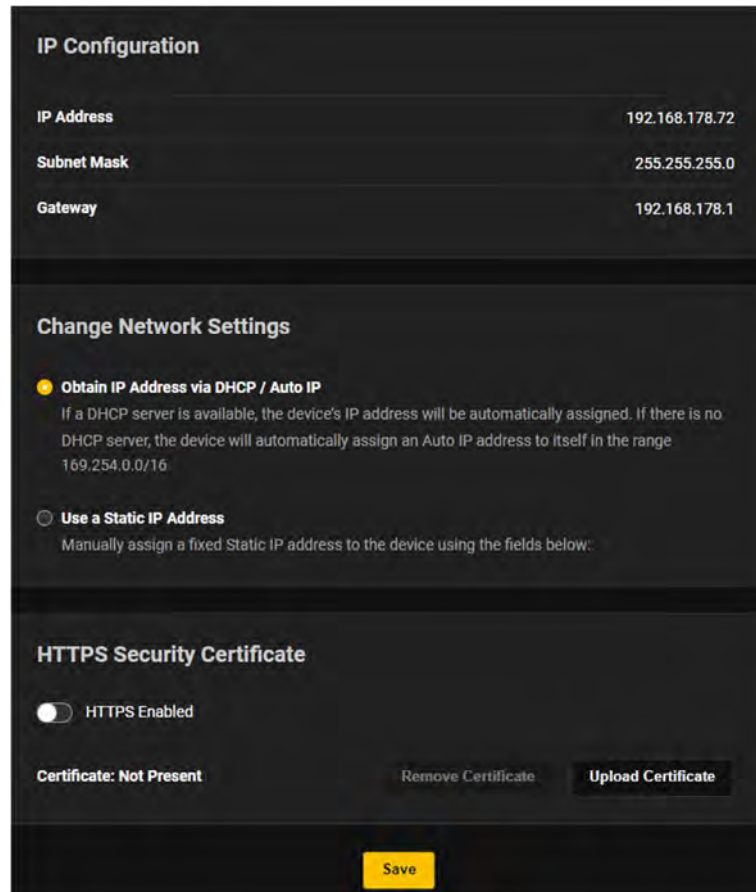 IP Configuration
IP Address 192.168.178.72
Subnet Mask 255.255.255.0
Gateway 192.168.178.1
Change Network Settings
Obtain IP Address via DHCP / Auto IP
If a DHCP server is available, the device's IP address will be automatically assigned. If there is no
DHCP server, the device will automatically assign an Auto IP address to itself in the range
169.254.0.0/16
Use a Static IP Address
Manually assign a fixed Static IP address to the device using the fields below:
HTTPS Security Certificate
HTTPS Enabled
Certificate: Not Present Remove Certificate Upload Certificate
Save